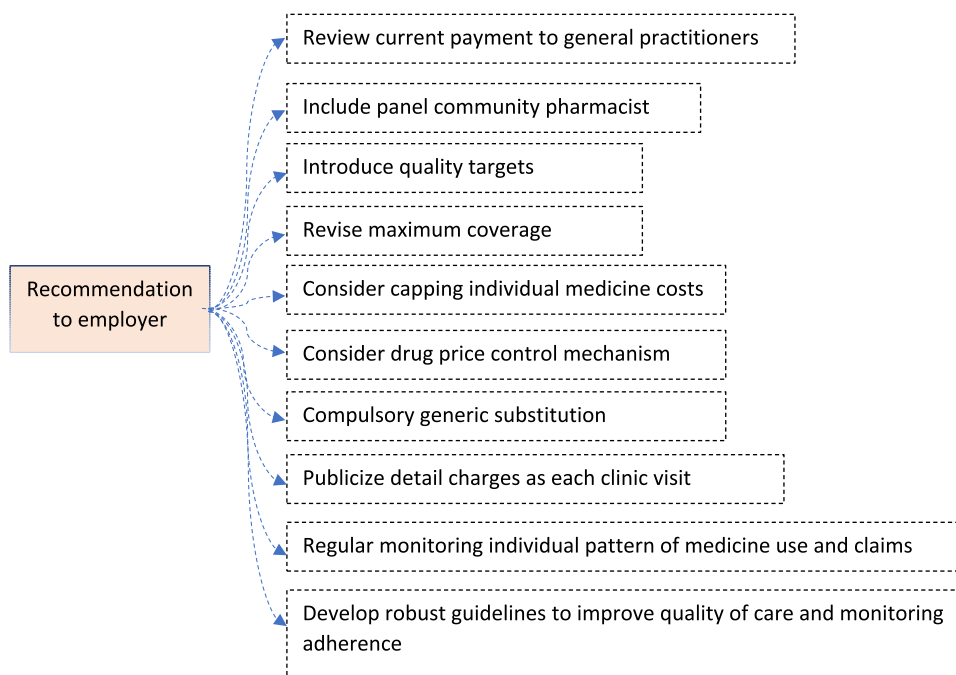 Review current payment to general practitioners
Include panel community pharmacist
Introduce quality targets
Revise maximum coverage
Recommendation
to employer
Consider capping individual medicine costs
Consider drug price control mechanism
Compulsory generic substitution
Publicize detail charges as each clinic visit
Regular monitoring individual pattern of medicine use and claims
Develop robust guidelines to improve quality of care and monitoring
adherence